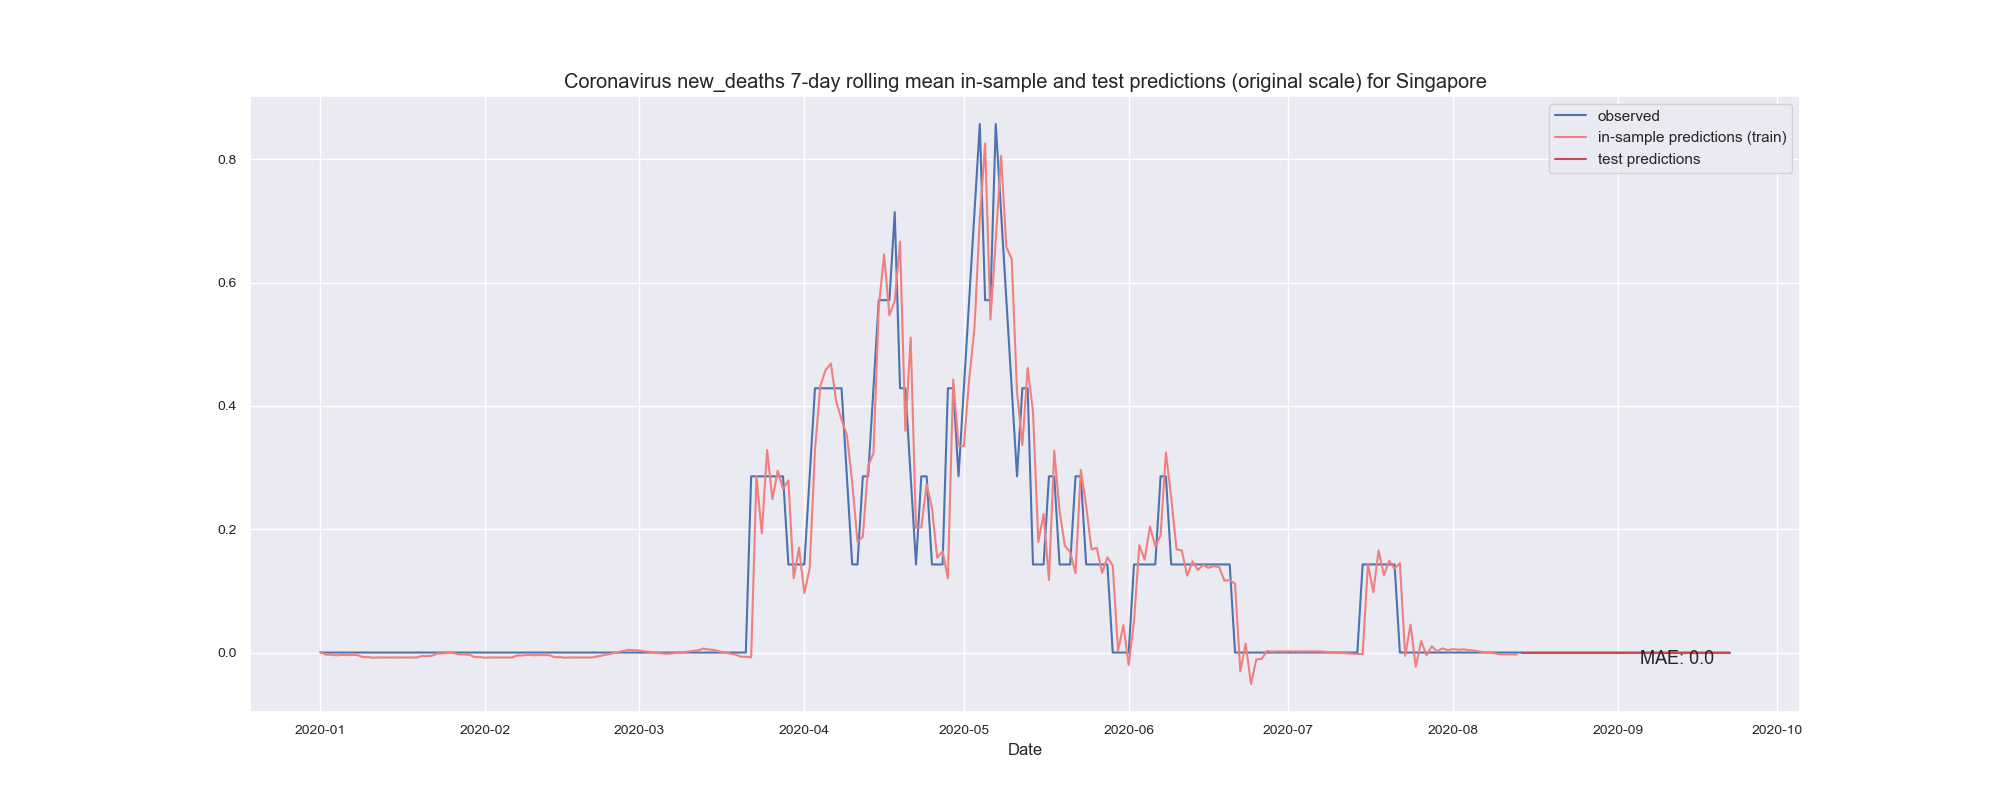 Coronavirus new_deaths 7-day rolling mean in-sample and test predictions (original scale) for Singapore
observed
in-sample predictions (train)
test predictions
0.8
0.6
0.4
0.2
0.0
MAE: 0.0
2020-01 2020-02 2020-03 2020-04 2020-05 2020-06 2020-07 2020-08 2020-09 2020-10
Date